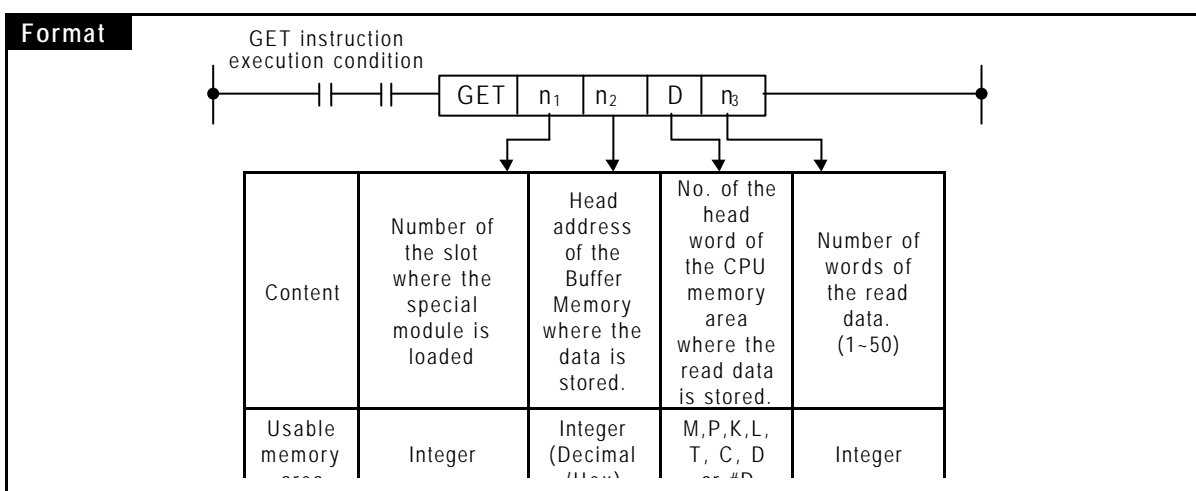 Format
GET instruction
execution condition
GET n₁ n₂ D n₃
Content
Number of
the slot
where the
special
module is
loaded
Head
address
of the
Buffer
Memory
where the
data is
stored.
No. of the
head
word of
the CPU
memory
area
where the
read data
is stored.
Number of
words of
the read
data.
(1~50)
Usable
memory
area
Integer
Integer
(Decimal
/Hex)
M,P,K,L,
T, C, D
or #D
Integer